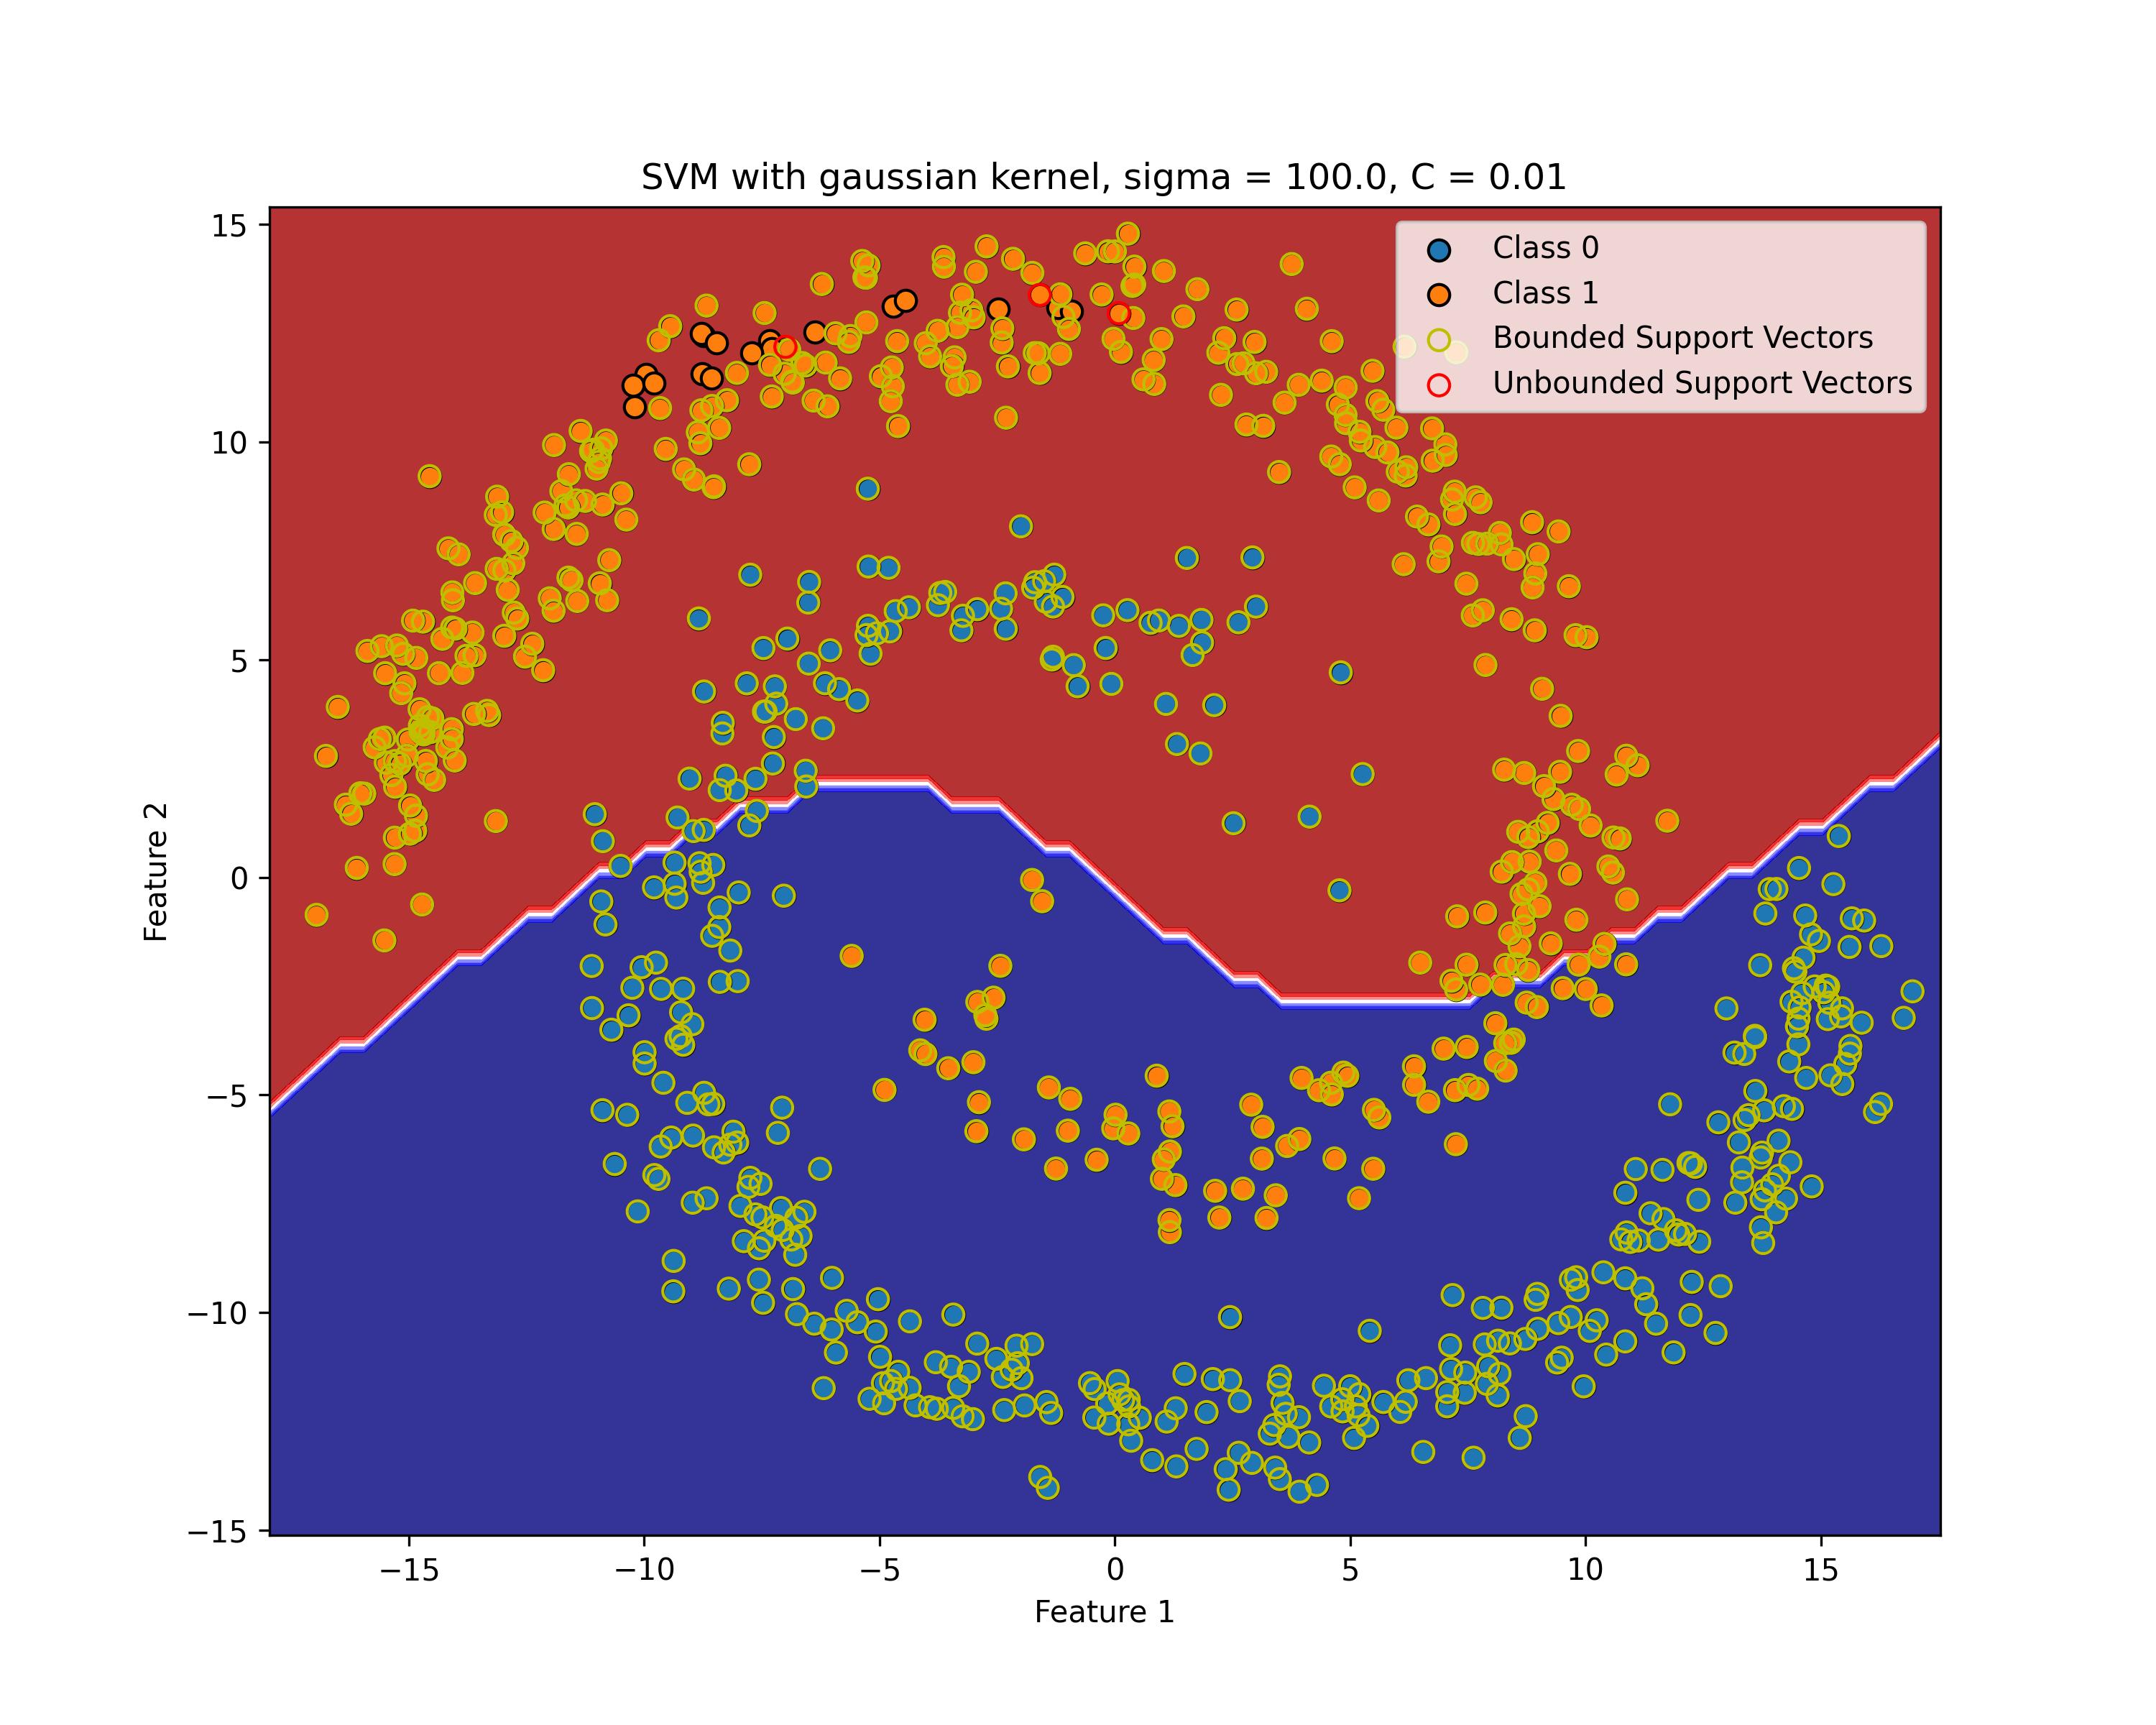 SVM with gaussian kernel, sigma = 100.0, C = 0.01
Class 0
Class 1
Bounded Support Vectors
Unbounded Support Vectors
15
10
5
0
−5
−10
−15
Feature 2
−15 −10 −5 0 5 10 15
Feature 1